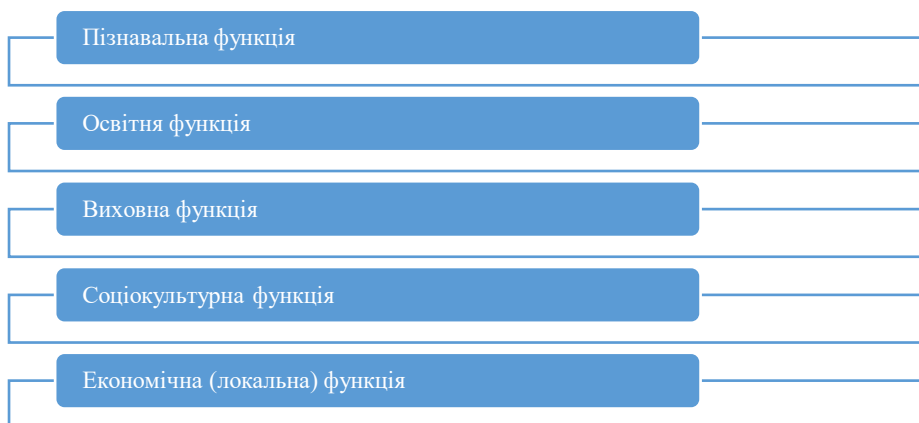 Пізнавальна функція
Освітня функція
Виховна функція
Соціокультурна функція
Економічна (локальна) функція